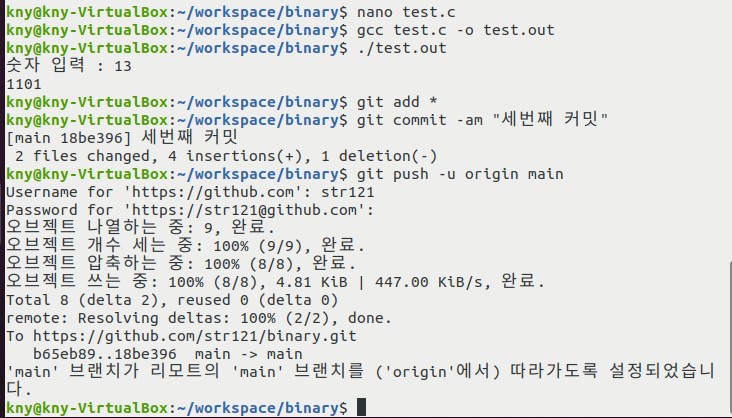 kny@kny-VirtualBox:~/workspace/binary$ nano test.c
kny@kny-VirtualBox:~/workspace/binary$ gcc test.c -o test.out
kny@kny-VirtualBox:~/workspace/binary$ ./test.out
숫자 입력 : 13
1101
kny@kny-VirtualBox:~/workspace/binary$ git add *
kny@kny-VirtualBox:~/workspace/binary$ git commit -am "세번째 커밋"
[main 18be396] 세번째 커밋
 2 files changed, 4 insertions(+), 1 deletion(-)
kny@kny-VirtualBox:~/workspace/binary$ git push -u origin main
Username for 'https://github.com': str121
Password for 'https://str121@github.com':
오브젝트 나열하는 중: 9, 완료.
오브젝트 개수 세는 중: 100% (9/9), 완료.
오브젝트 압축하는 중: 100% (8/8), 완료.
오브젝트 쓰는 중: 100% (8/8), 4.81 KiB | 447.00 KiB/s, 완료.
Total 8 (delta 2), reused 0 (delta 0)
remote: Resolving deltas: 100% (2/2), done.
To https://github.com/str121/binary.git
   b65eb89..18be396  main -> main
'main' 브랜치가 리모트의 'main' 브랜치를 ('origin'에서) 따라가도록 설정되었습니
다.
kny@kny-VirtualBox:~/workspace/binary$